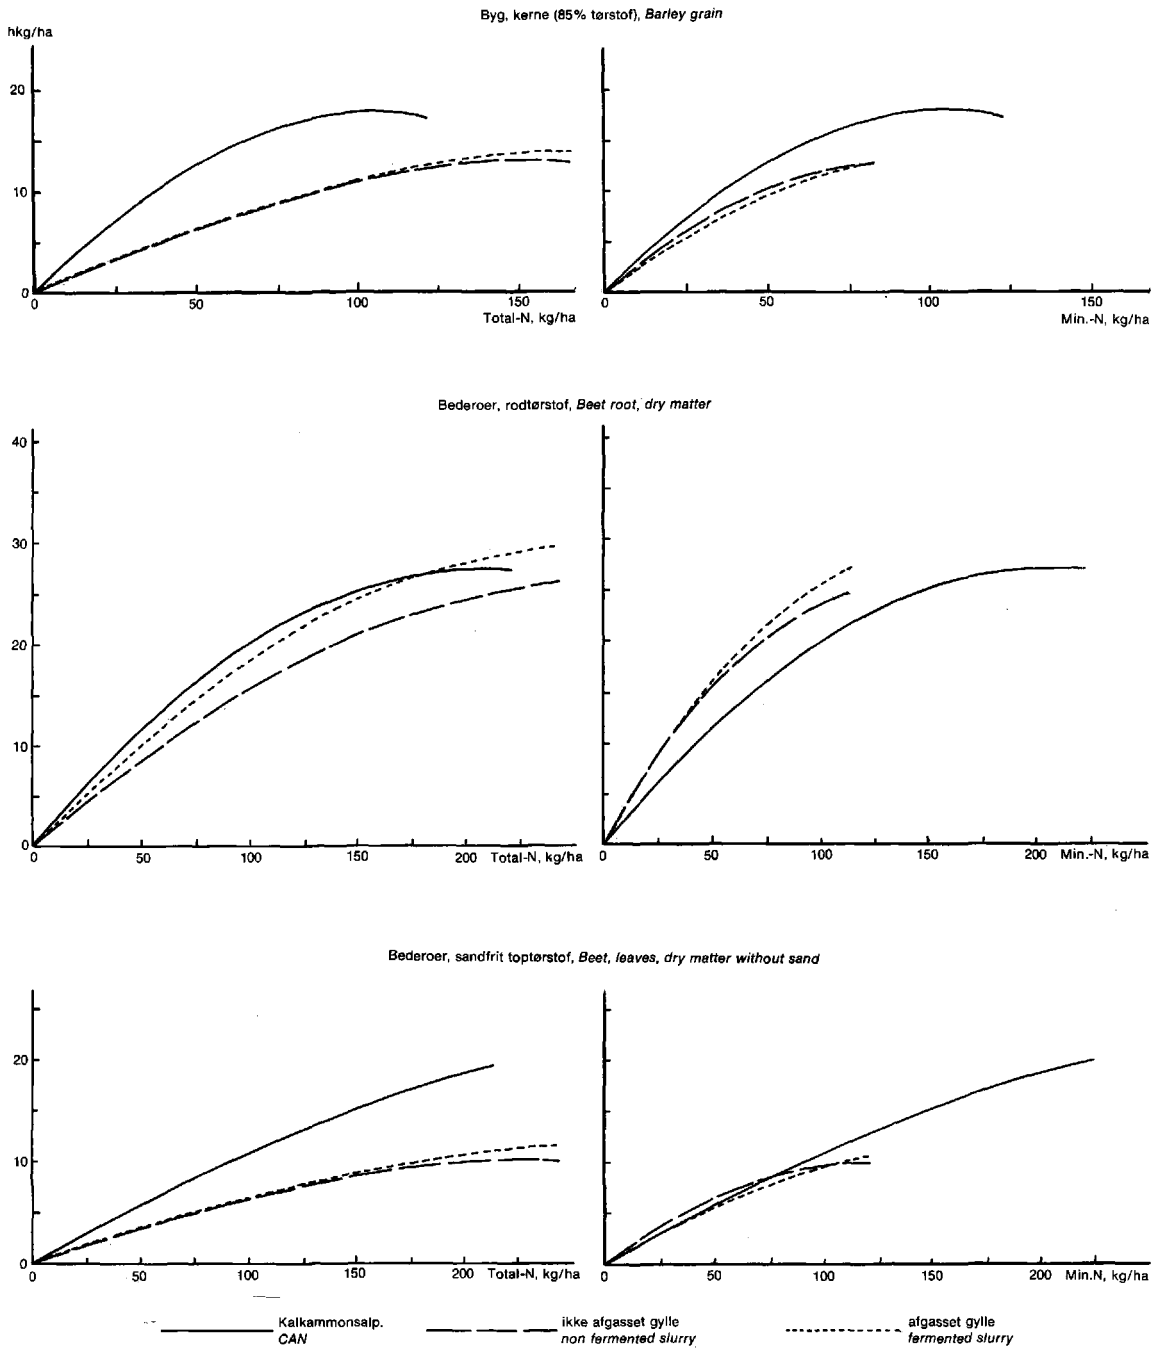 Byg, kerne (85% tørstof), Barley grain
hkg/ha
20
10
0
0 50 100 150
Total-N, kg/ha
0 50 100 150
Min.-N, kg/ha
Bederoer, rodtørstof, Beet root, dry matter
40
30
20
10
0
0 50 100 150 200 Total-N, kg/ha
0 50 100 150 200 Min.-N, kg/ha
Bederoer, sandfrit toptørstof, Beet, leaves, dry matter without sand
20
10
0
0 50 100 150 200 Total-N, kg/ha
0 50 100 150 200 Min.N, kg/ha
Kalkammonsalp.
CAN
ikke afgasset gylle
non fermented slurry
afgasset gylle
fermented slurry